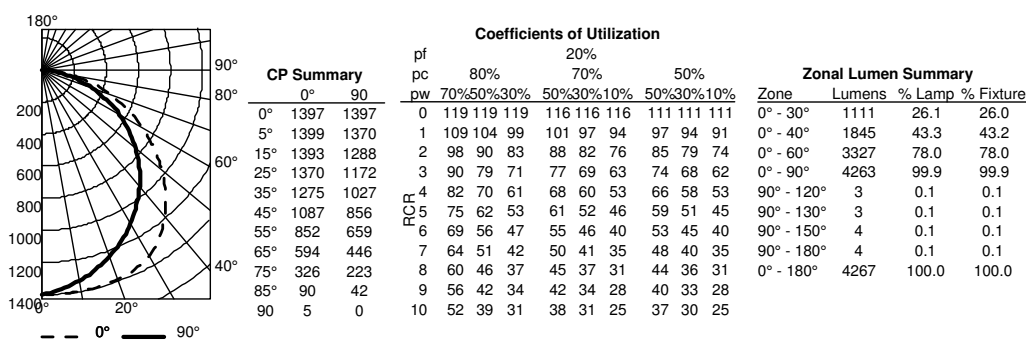 180°
90°
80°
200
400
60°
600
800
1000
1200
40°
1400
0°
20°
0° 90°
CP Summary
0° 90
0° 1397 1397
5° 1399 1370
15° 1393 1288
25° 1370 1172
35° 1275 1027
45° 1087 856
55° 852 659
65° 594 446
75° 326 223
85° 90 42
90 5 0
Coefficients of Utilization
pf 20%
pc 80% 70% 50%
pw 70%50%30% 50%30%10% 50%30%10%
RCR
0 119 119 119 116 116 116 111 111 111
1 109 104 99 101 97 94 97 94 91
2 98 90 83 88 82 76 85 79 74
3 90 79 71 77 69 63 74 68 62
4 82 70 61 68 60 53 66 58 53
5 75 62 53 61 52 46 59 51 45
6 69 56 47 55 46 40 53 45 40
7 64 51 42 50 41 35 48 40 35
8 60 46 37 45 37 31 44 36 31
9 56 42 34 42 34 28 40 33 28
10 52 39 31 38 31 25 37 30 25
Zonal Lumen Summary
Zone Lumens % Lamp % Fixture
0° - 30° 1111 26.1 26.0
0° - 40° 1845 43.3 43.2
0° - 60° 3327 78.0 78.0
0° - 90° 4263 99.9 99.9
90° - 120° 3 0.1 0.1
90° - 130° 3 0.1 0.1
90° - 150° 4 0.1 0.1
90° - 180° 4 0.1 0.1
0° - 180° 4267 100.0 100.0